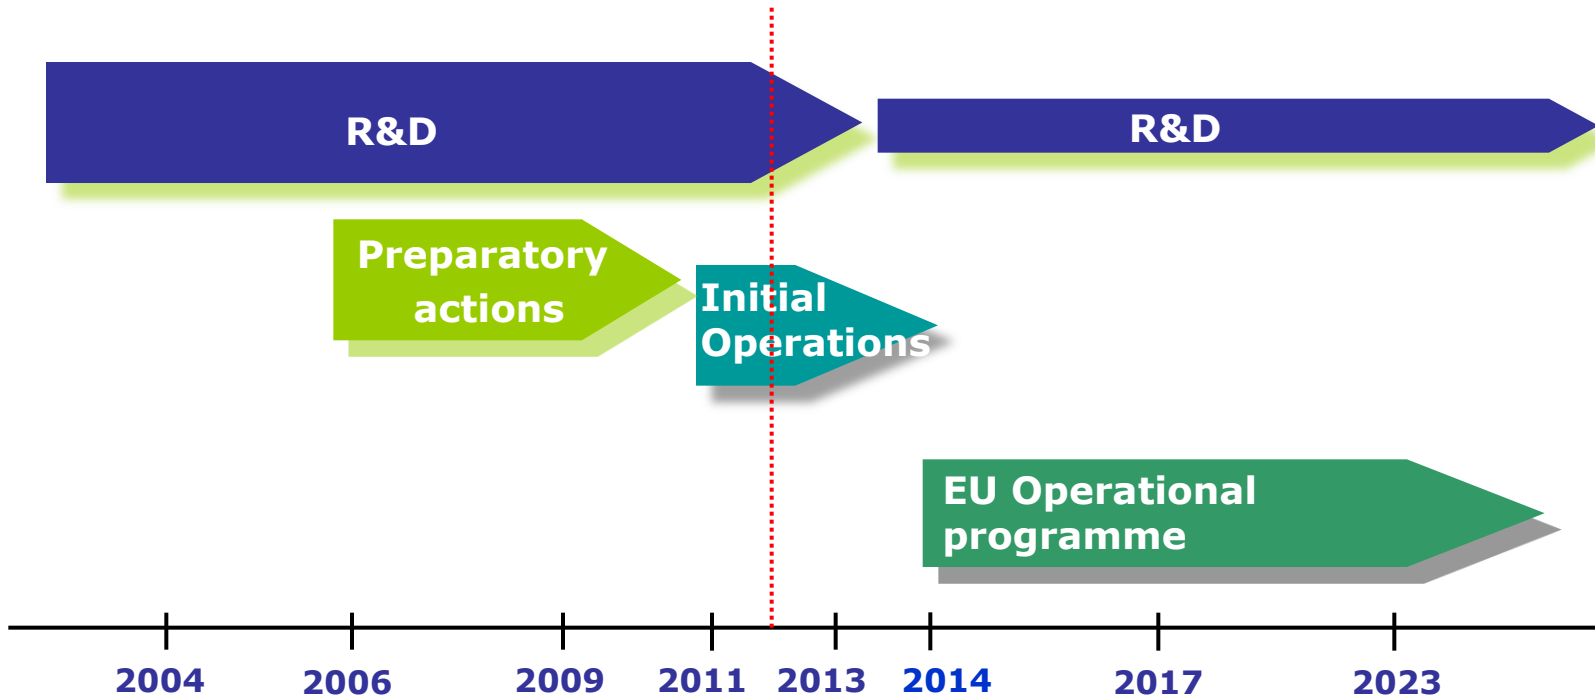 R&D
R&D
Preparatory
actions
Initial
Operations
EU Operational
programme
2004
2006
2009
2011
2013
2014
2017
2023